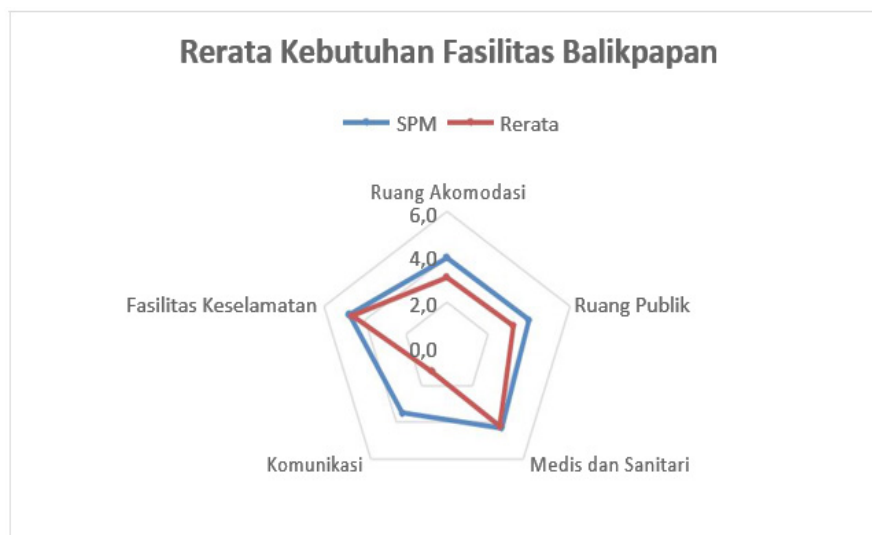 Rerata Kebutuhan Fasilitas Balikpapan
SPM Rerata
Ruang Akomodasi
6,0
4,0
Fasilitas Keselamatan 2,0 Ruang Publik
0,0
Komunikasi Medis dan Sanitari